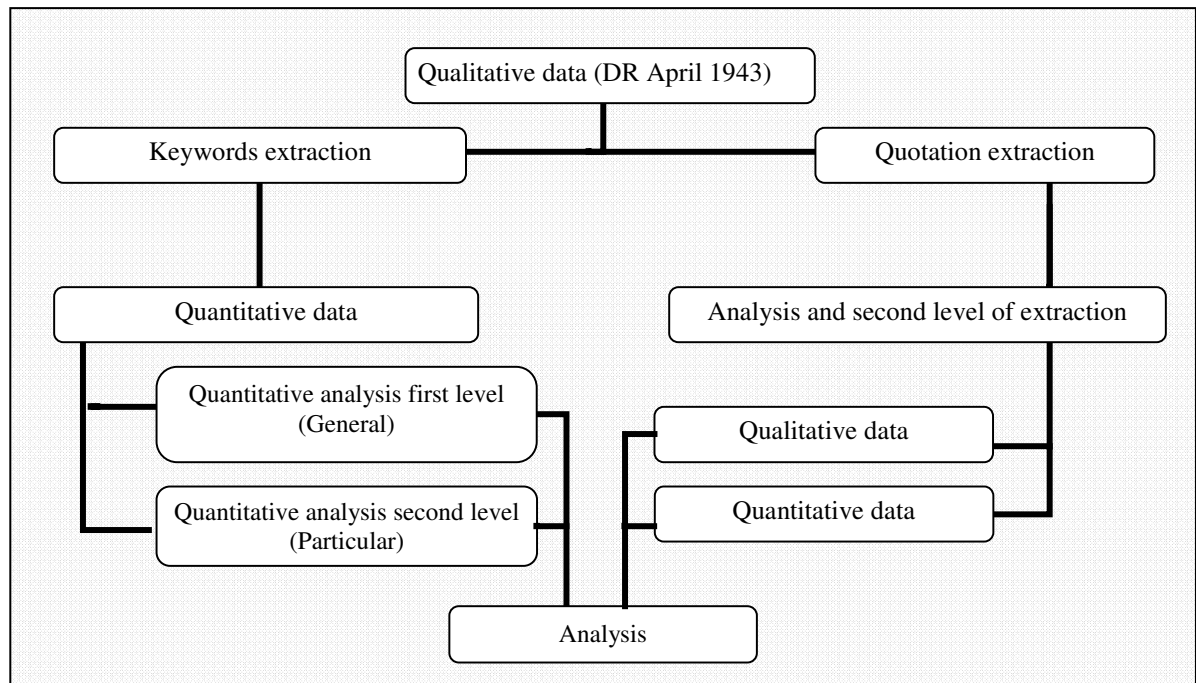 Qualitative data (DR April 1943)
Keywords extraction
Quotation extraction
Quantitative data
Analysis and second level of extraction
Quantitative analysis first level
(General)
Qualitative data
Quantitative analysis second level
(Particular)
Quantitative data
Analysis